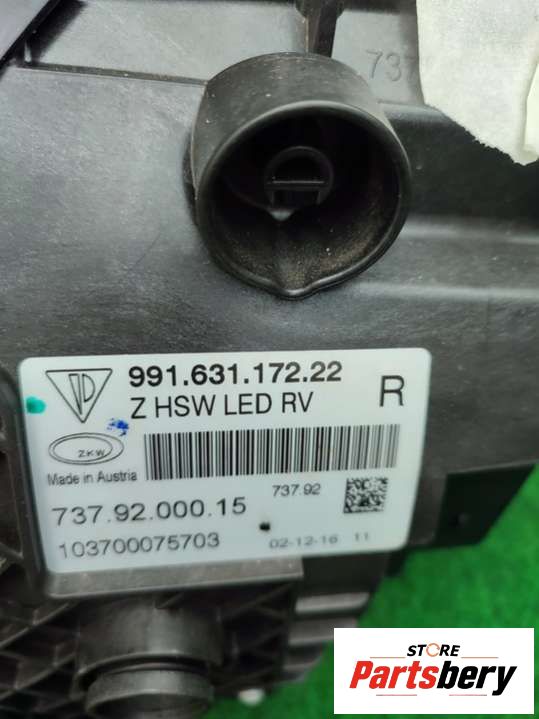 737
991.631.172.22
Z HSW LED RV
R
ZKW
Made in Austria
737.92
737.92.000.15
103700075703
02-12-16 11
STORE
Partsbery